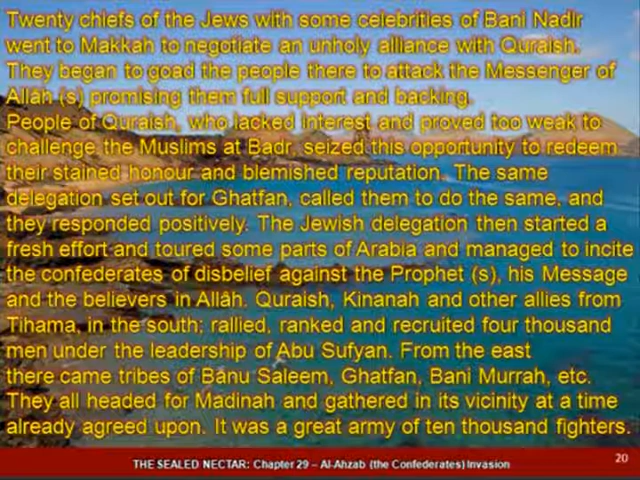 Twenty chiefs of the Jews with some celebrities of Bani Nadir
went to Makkah to negotiate an unholy alliance with Quraish.
They began to goad the people there to attack the Messenger of
Allâh (s) promising them full support and backing.
People of Quraish, who lacked interest and proved too weak to
challenge the Muslims at Badr, seized this opportunity to redeem
their stained honour and blemished reputation. The same
delegation set out for Ghatfan, called them to do the same, and
they responded positively. The Jewish delegation then started a
fresh effort and toured some parts of Arabia and managed to incite
the confederates of disbelief against the Prophet (s), his Message
and the believers in Allâh. Quraish, Kinanah and other allies from
Tihama, in the south; rallied, ranked and recruited four thousand
men under the leadership of Abu Sufyan. From the east
there came tribes of Banu Saleem, Ghatfan, Bani Murrah, etc.
They all headed for Madinah and gathered in its vicinity at a time
already agreed upon. It was a great army of ten thousand fighters.
THE SEALED NECTAR: Chapter 29 – Al-Ahzab (the Confederates) Invasion
20